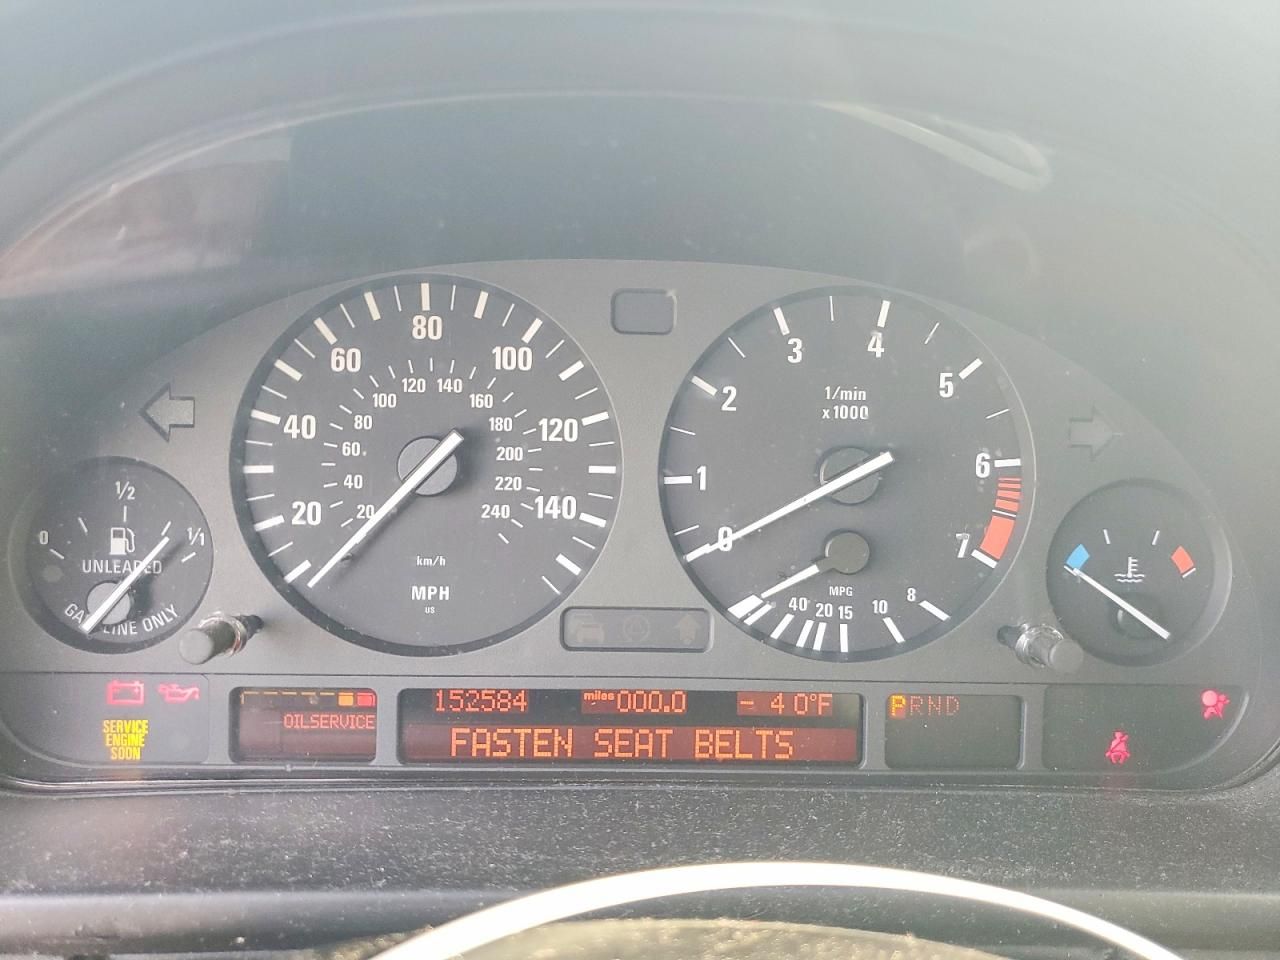 0
1/2
1/1
UNLEADED
GASOLINE ONLY
20
40
60
80
100
120
140
20
40
60
80
100
120
140
160
180
200
220
240
km/h
MPH
US
0
1
2
3
4
5
6
7
1/min
x 1000
MPG
40
20
15
10
8
SERVICE
ENGINE
SOON
OILSERVICE
152584 miles 000.0 - 40°F
FASTEN SEAT BELTS
PRND